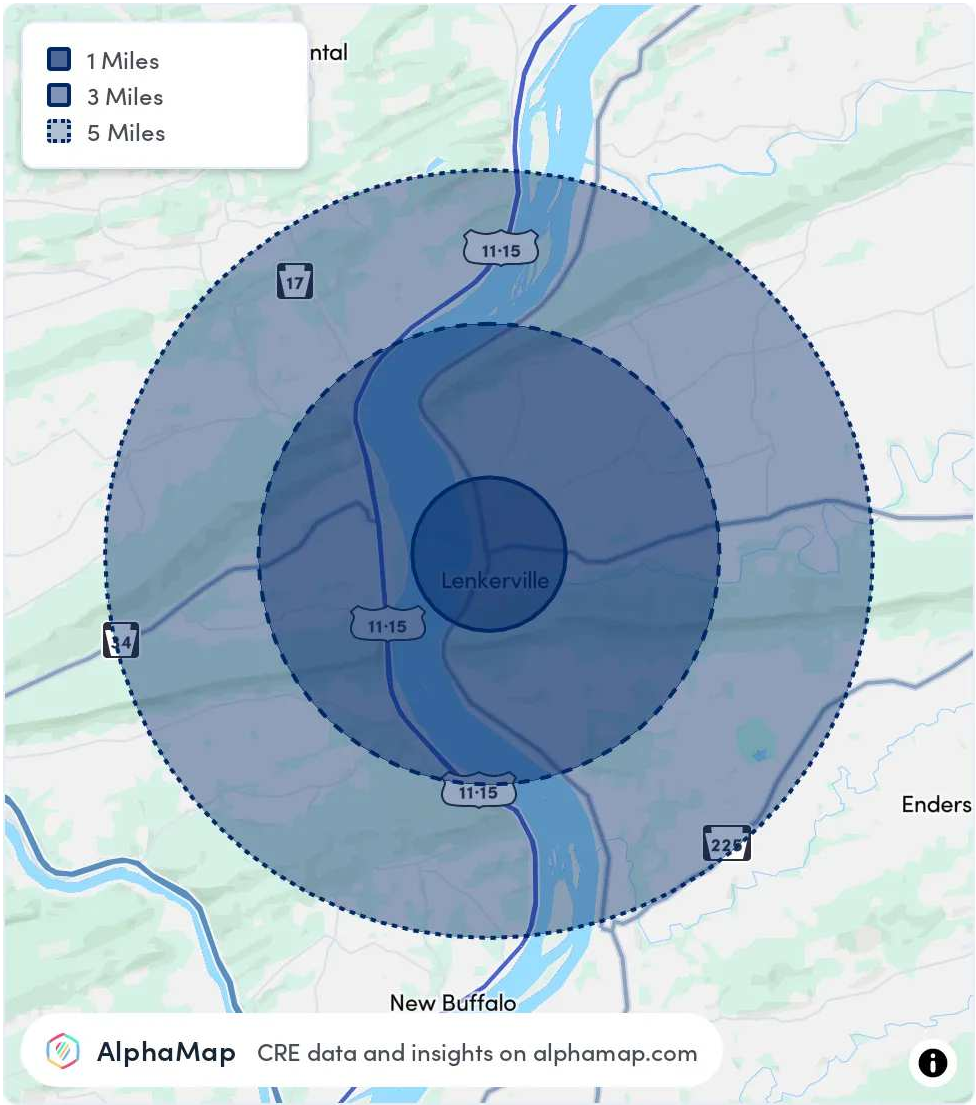 1 Miles
3 Miles
5 Miles
ntal
11·15
17
Lenkerville
11·15
34
11·15
Enders
225
New Buffalo
AlphaMap CRE data and insights on alphamap.com
i